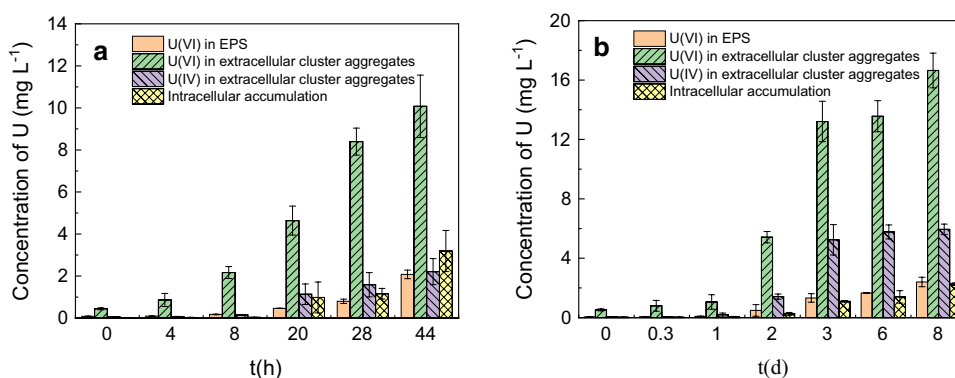 a
U(VI) in EPS
U(VI) in extracellular cluster aggregates
U(IV) in extracellular cluster aggregates
Intracellular accumulation
Concentration of U (mg L-1)
14
12
10
8
6
4
2
0
0 4 8 20 28 44
t(h)
b
U(VI) in EPS
U(VI) in extracellular cluster aggregates
U(IV) in extracellular cluster aggregates
Intracellular accumulation
Concentration of U (mg L-1)
20
16
12
8
4
0
0 0.3 1 2 3 6 8
t(d)